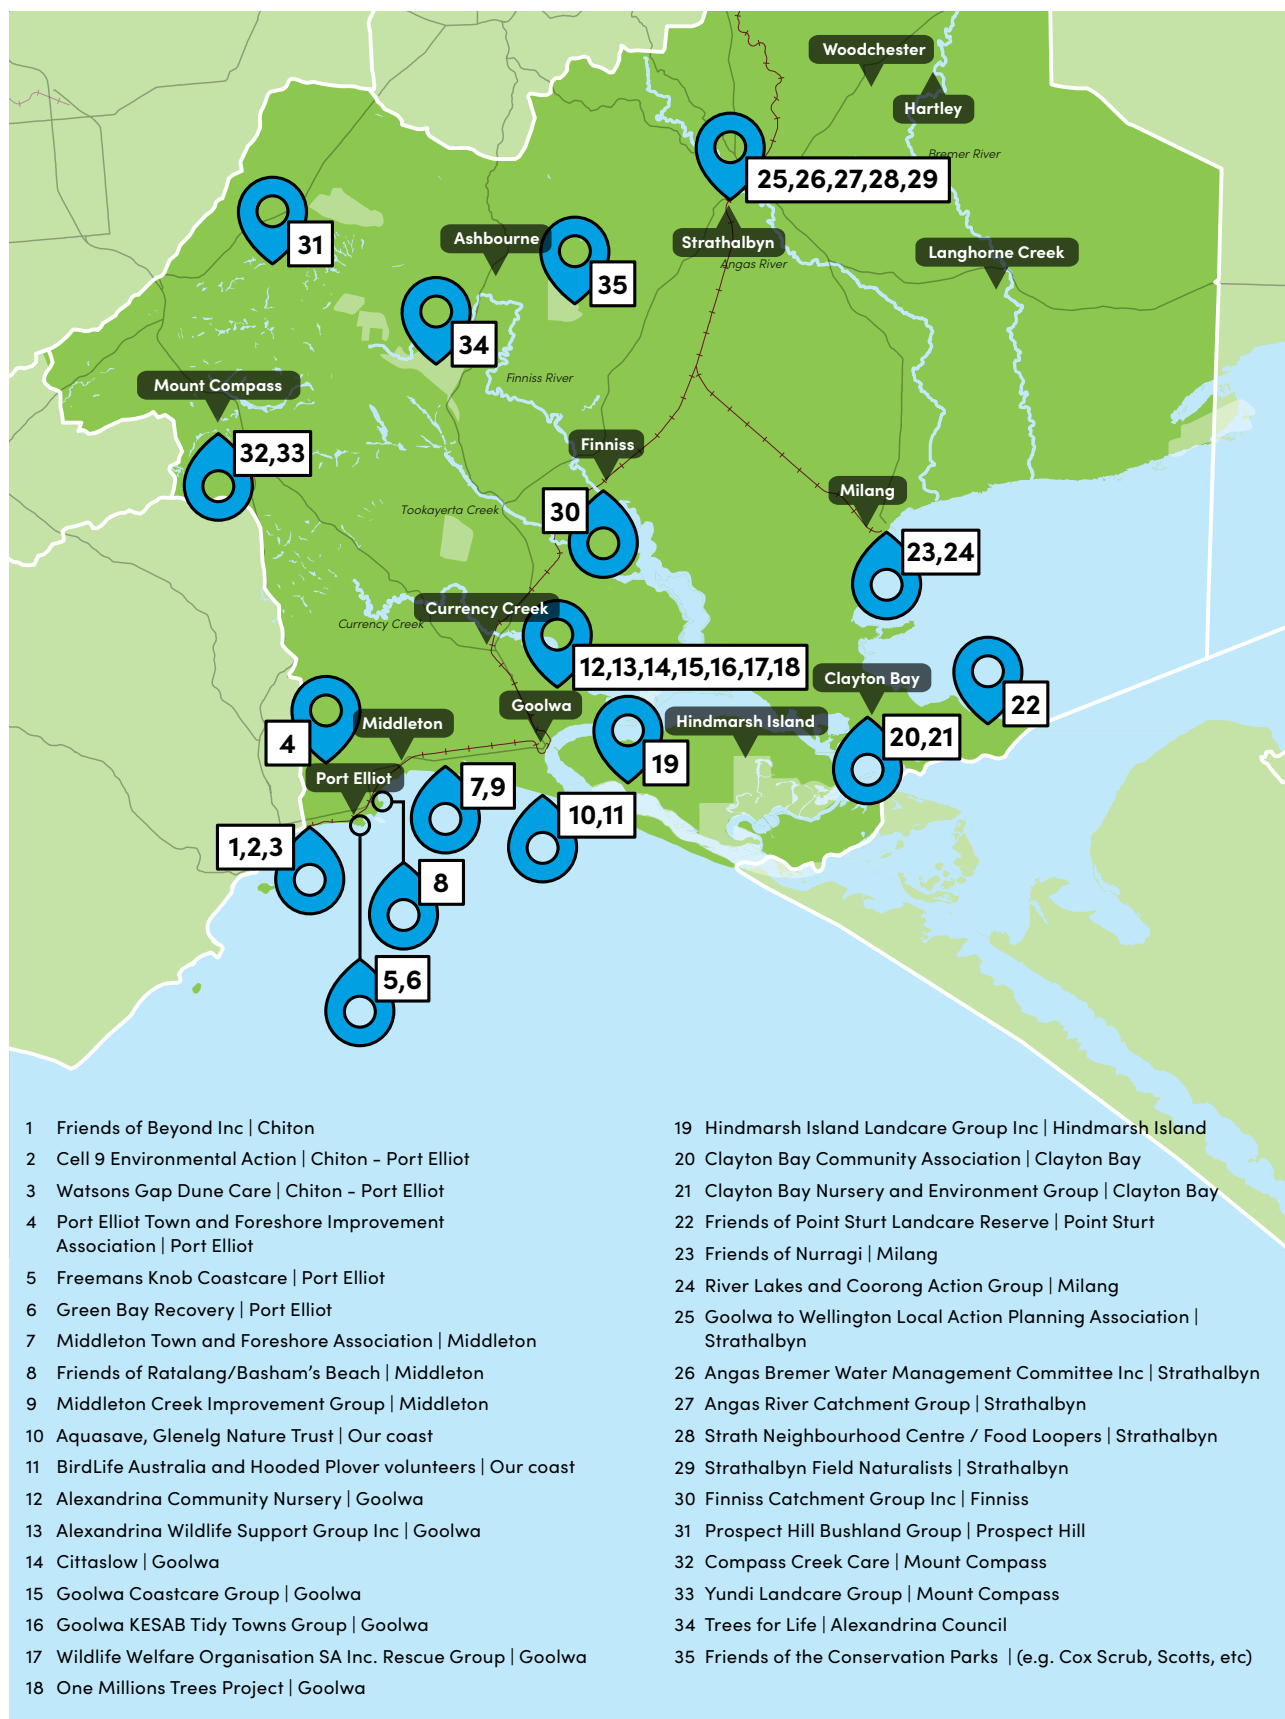 Woodchester
Hartley
Bremer River
25,26,27,28,29
31
Ashbourne
Strathalbyn
Angas River
Langhorne Creek
35
34
Finniss River
Mount Compass
32,33
Finniss
Milang
30
Tookayerta Creek
23,24
Currency Creek
Currency Creek
12,13,14,15,16,17,18
Clayton Bay
22
Goolwa
Middleton
Hindmarsh Island
4
20,21
19
Port Elliot
7,9
10,11
1,2,3
8
5,6
1 Friends of Beyond Inc | Chiton
2 Cell 9 Environmental Action | Chiton - Port Elliot
3 Watsons Gap Dune Care | Chiton - Port Elliot
4 Port Elliot Town and Foreshore Improvement
Association | Port Elliot
5 Freemans Knob Coastcare | Port Elliot
6 Green Bay Recovery | Port Elliot
7 Middleton Town and Foreshore Association | Middleton
8 Friends of Ratalang/Basham's Beach | Middleton
9 Middleton Creek Improvement Group | Middleton
10 Aquasave, Glenelg Nature Trust | Our coast
11 BirdLife Australia and Hooded Plover volunteers | Our coast
12 Alexandrina Community Nursery | Goolwa
13 Alexandrina Wildlife Support Group Inc | Goolwa
14 Cittaslow | Goolwa
15 Goolwa Coastcare Group | Goolwa
16 Goolwa KESAB Tidy Towns Group | Goolwa
17 Wildlife Welfare Organisation SA Inc. Rescue Group | Goolwa
18 One Millions Trees Project | Goolwa
19 Hindmarsh Island Landcare Group Inc | Hindmarsh Island
20 Clayton Bay Community Association | Clayton Bay
21 Clayton Bay Nursery and Environment Group | Clayton Bay
22 Friends of Point Sturt Landcare Reserve | Point Sturt
23 Friends of Nurragi | Milang
24 River Lakes and Coorong Action Group | Milang
25 Goolwa to Wellington Local Action Planning Association |
Strathalbyn
26 Angas Bremer Water Management Committee Inc | Strathalbyn
27 Angas River Catchment Group | Strathalbyn
28 Strath Neighbourhood Centre / Food Loopers | Strathalbyn
29 Strathalbyn Field Naturalists | Strathalbyn
30 Finniss Catchment Group Inc | Finniss
31 Prospect Hill Bushland Group | Prospect Hill
32 Compass Creek Care | Mount Compass
33 Yundi Landcare Group | Mount Compass
34 Trees for Life | Alexandrina Council
35 Friends of the Conservation Parks | (e.g. Cox Scrub, Scotts, etc)